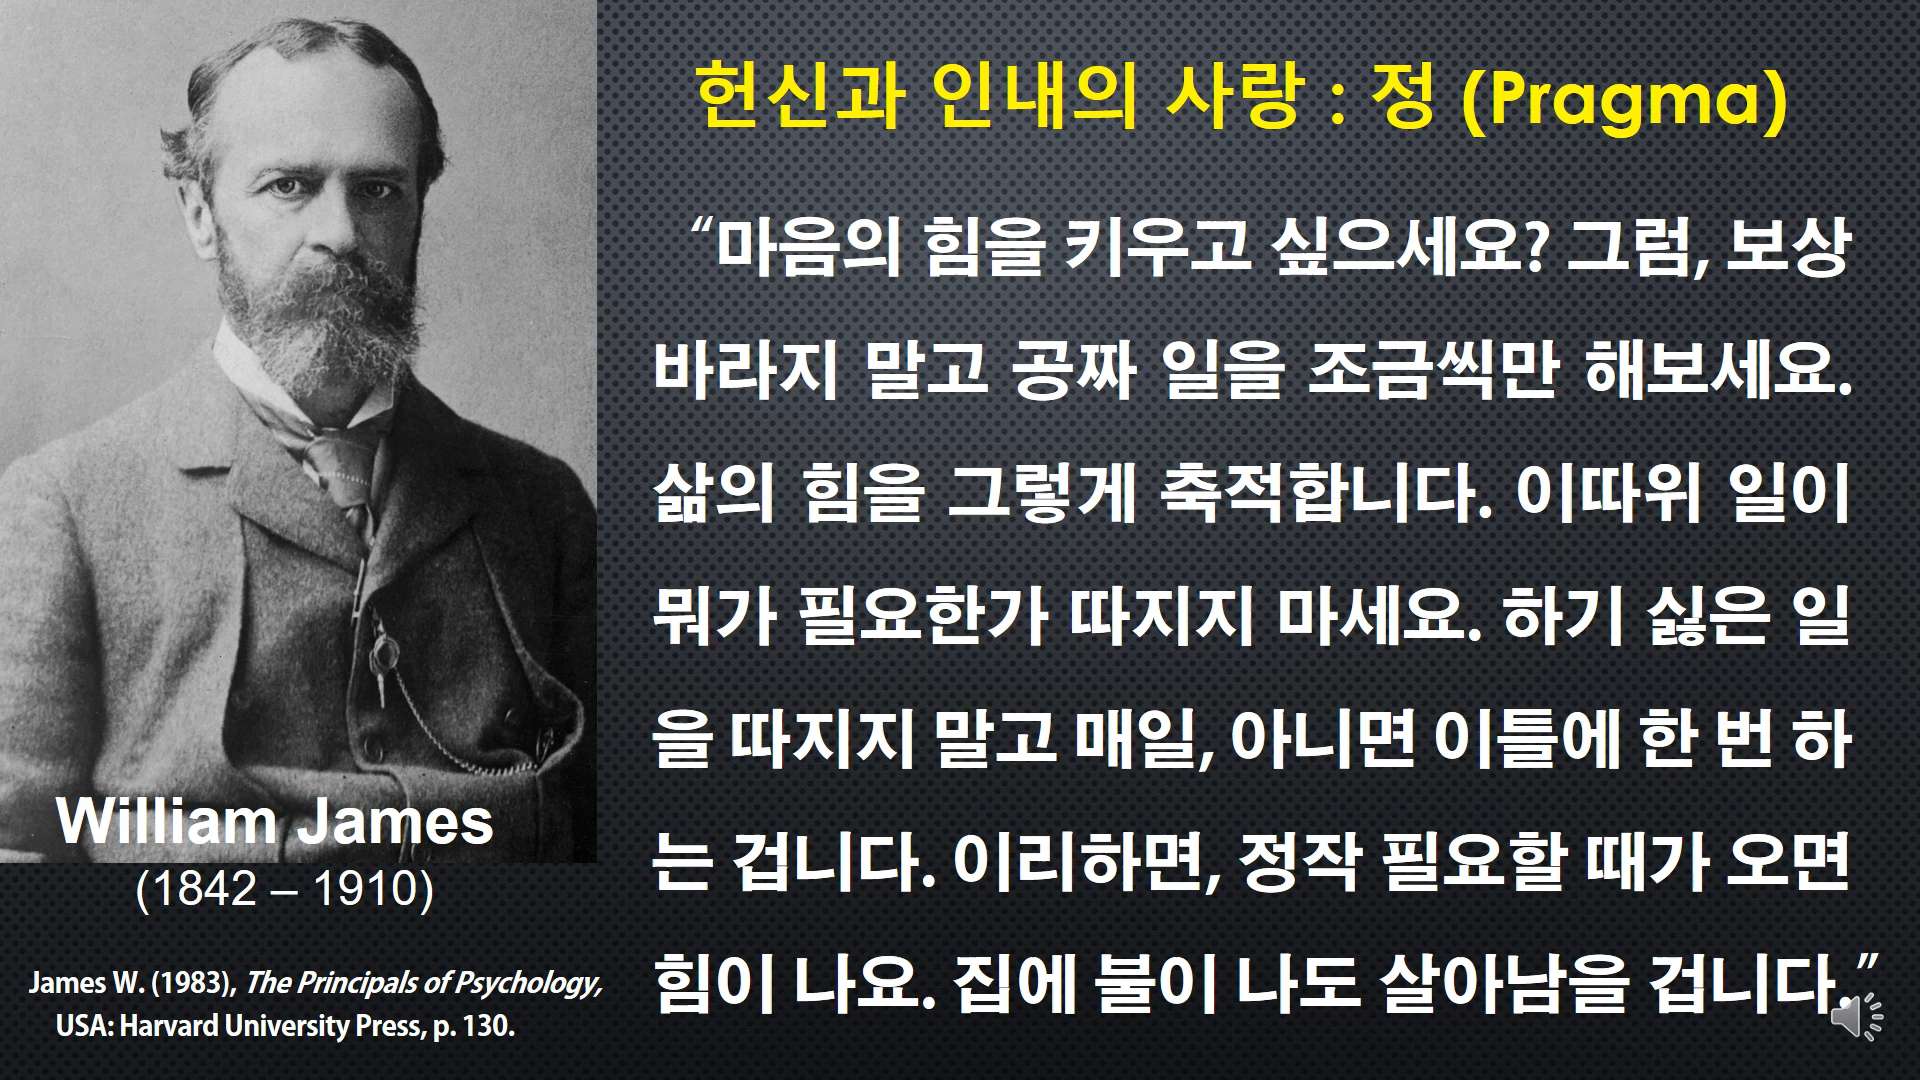 헌신과 인내의 사랑 : 정 (Pragma)
“마음의 힘을 키우고 싶으세요? 그럼, 보상
바라지 말고 공짜 일을 조금씩만 해보세요.
삶의 힘을 그렇게 축적합니다. 이따위 일이
뭐가 필요한가 따지지 마세요. 하기 싫은 일
을 따지지 말고 매일, 아니면 이틀에 한 번 하
는 겁니다. 이리하면, 정작 필요할 때가 오면
힘이 나요. 집에 불이 나도 살아남을 겁니다.”
William James
(1842 – 1910)
James W. (1983), The Principals of Psychology,
USA: Harvard University Press, p. 130.